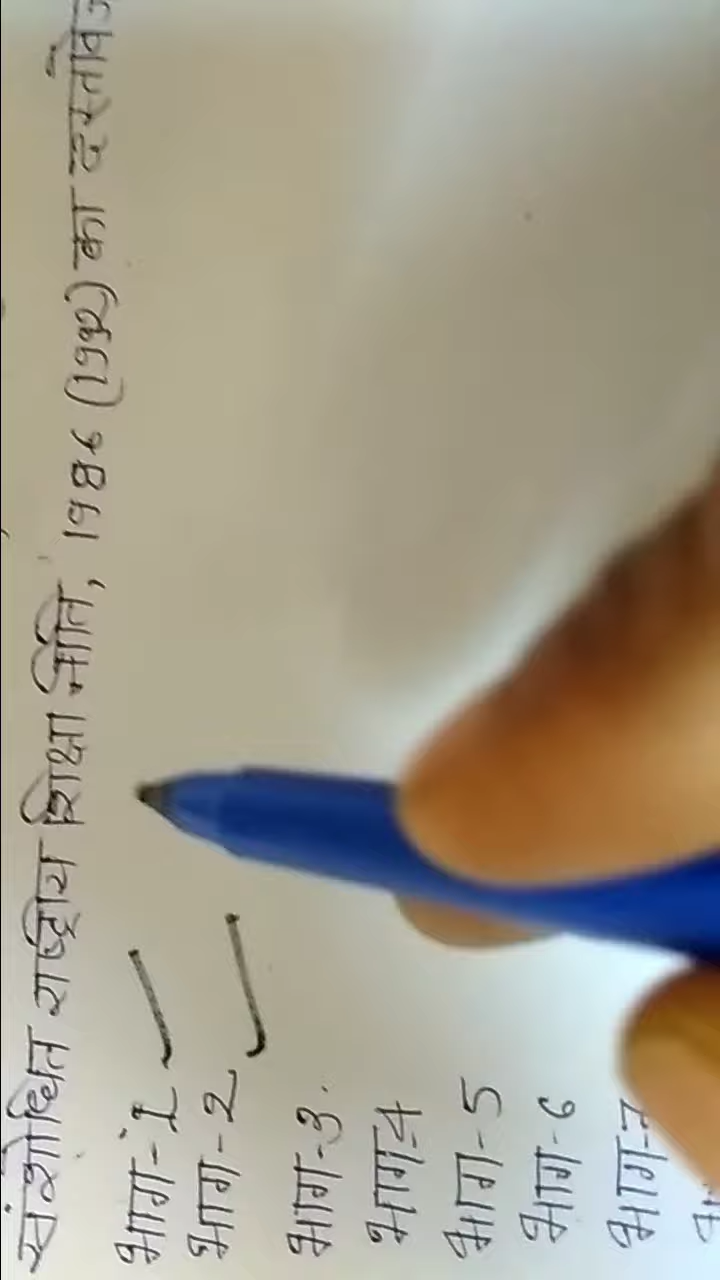 संशोधित राष्ट्रीय शिक्षा नीति, 1986 (1992) का दस्तावेज
भाग-1
भाग-2
भाग-3.
भाग-4
भाग-5
भाग-6
भाग-7